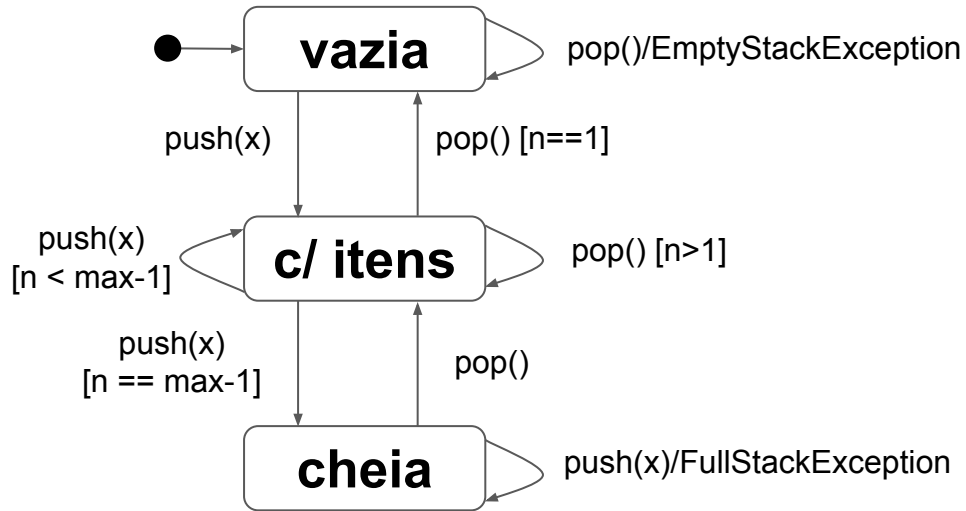 vazia
pop()/EmptyStackException
push(x)
pop() [n==1]
push(x)
[n < max-1]
c/ itens
pop() [n>1]
push(x)
[n == max-1]
pop()
cheia
push(x)/FullStackException